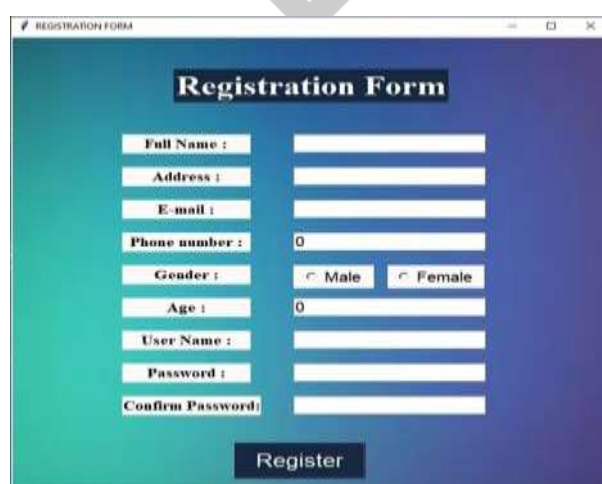 REGISTRATION FORM
Registration Form
Full Name :
Address :
E-mail :
Phone number : 0
Gender : Male Female
Age : 0
User Name :
Password :
Confirm Password:
Register